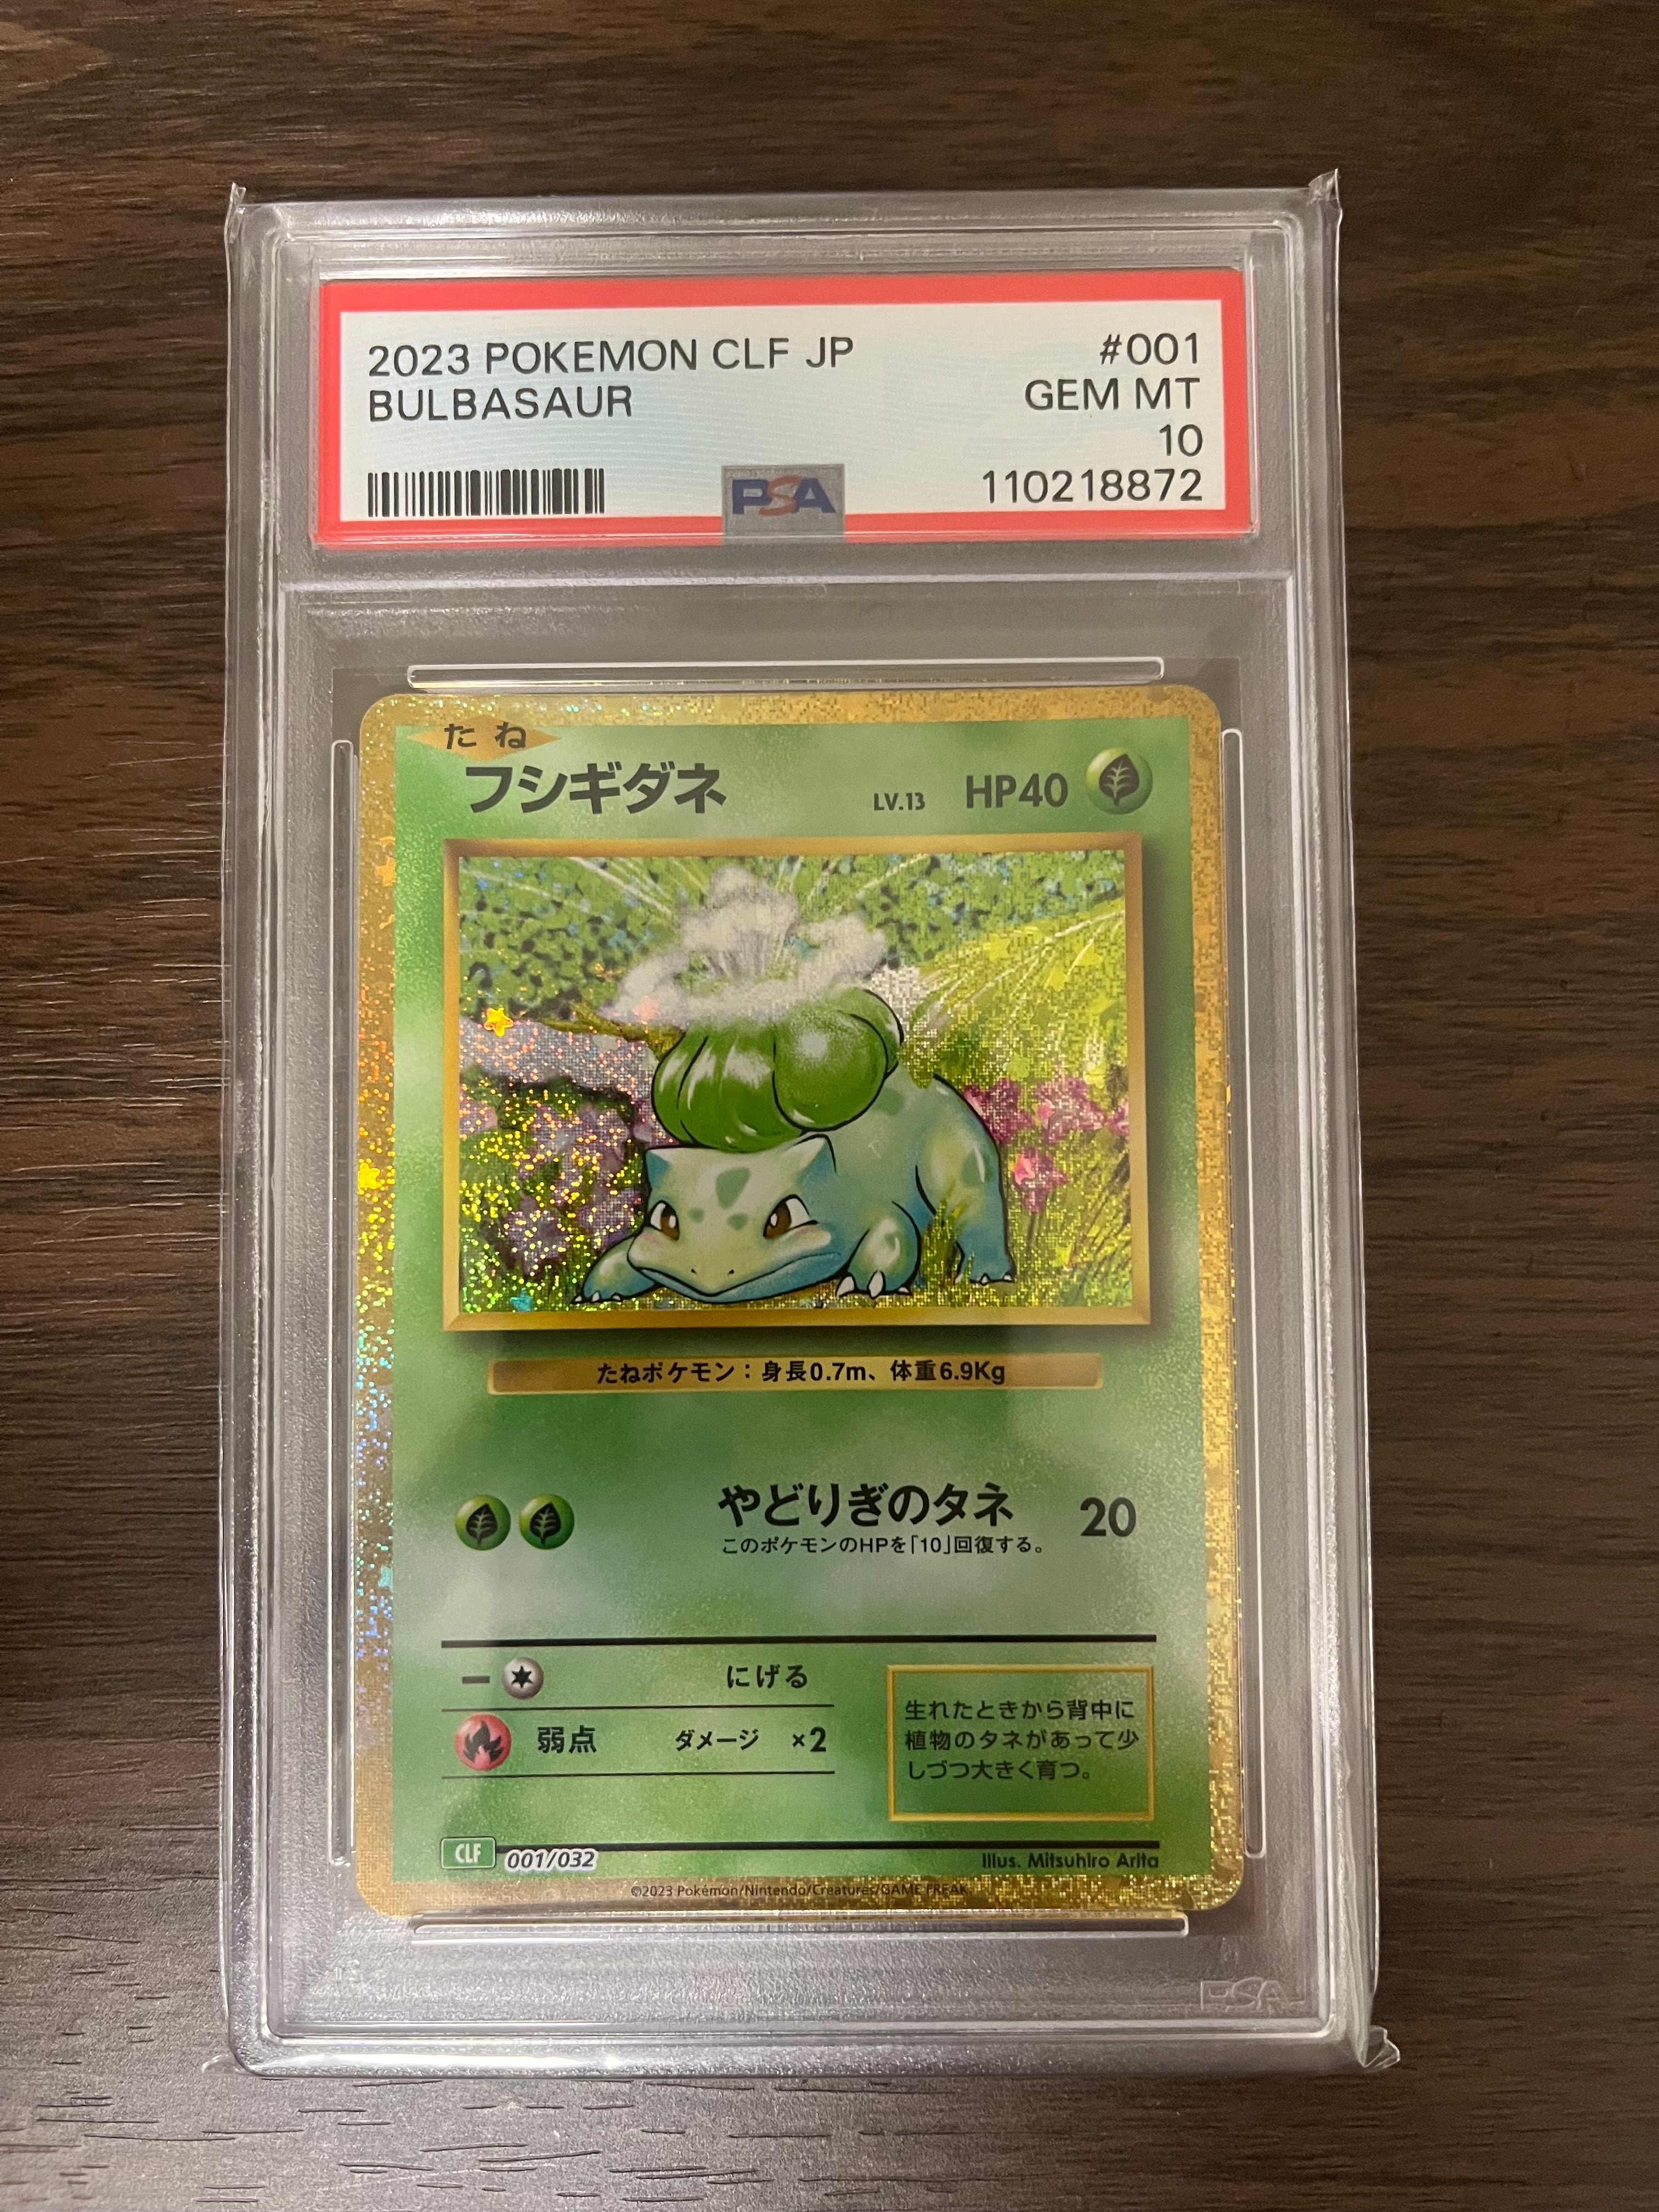 2023 POKEMON CLF JP #001
BULBASAUR GEM MT
10
PSA 110218872
たね
フシギダネ LV.13 HP40
たねポケモン：身長0.7m、体重6.9Kg
やどりぎのタネ 20
このポケモンのHPを「10」回復する。
ー にげる
弱点 ダメージ ×2
生れたときから背中に
植物のタネがあって少
しづつ大きく育つ。
CLF 001/032 Illus. Mitsuhiro Arita
©2023 Pokémon/Nintendo/Creatures/GAME FREAK
PSA